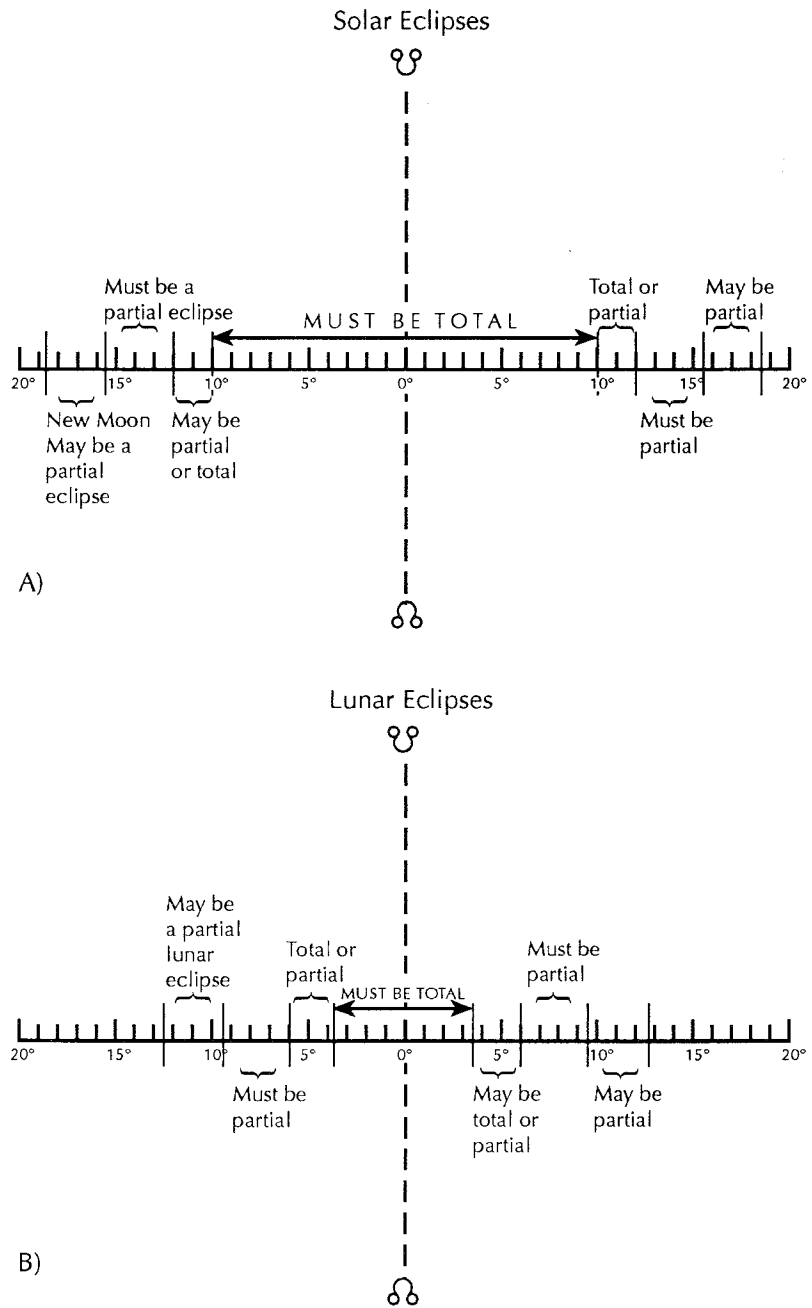 Solar Eclipses
Must be a
partial eclipse
MUST BE TOTAL
Total or
partial
May be
partial
20° 15° 10° 5° 0° 5° 10° 15° 20°
New Moon
May be a
partial
eclipse
May be
partial
or total
Must be
partial
A)
Lunar Eclipses
May be
a partial
lunar
eclipse
Total or
partial
MUST BE TOTAL
Must be
partial
20° 15° 10° 5° 0° 5° 10° 15° 20°
Must be
partial
May be
total or
partial
May be
partial
B)